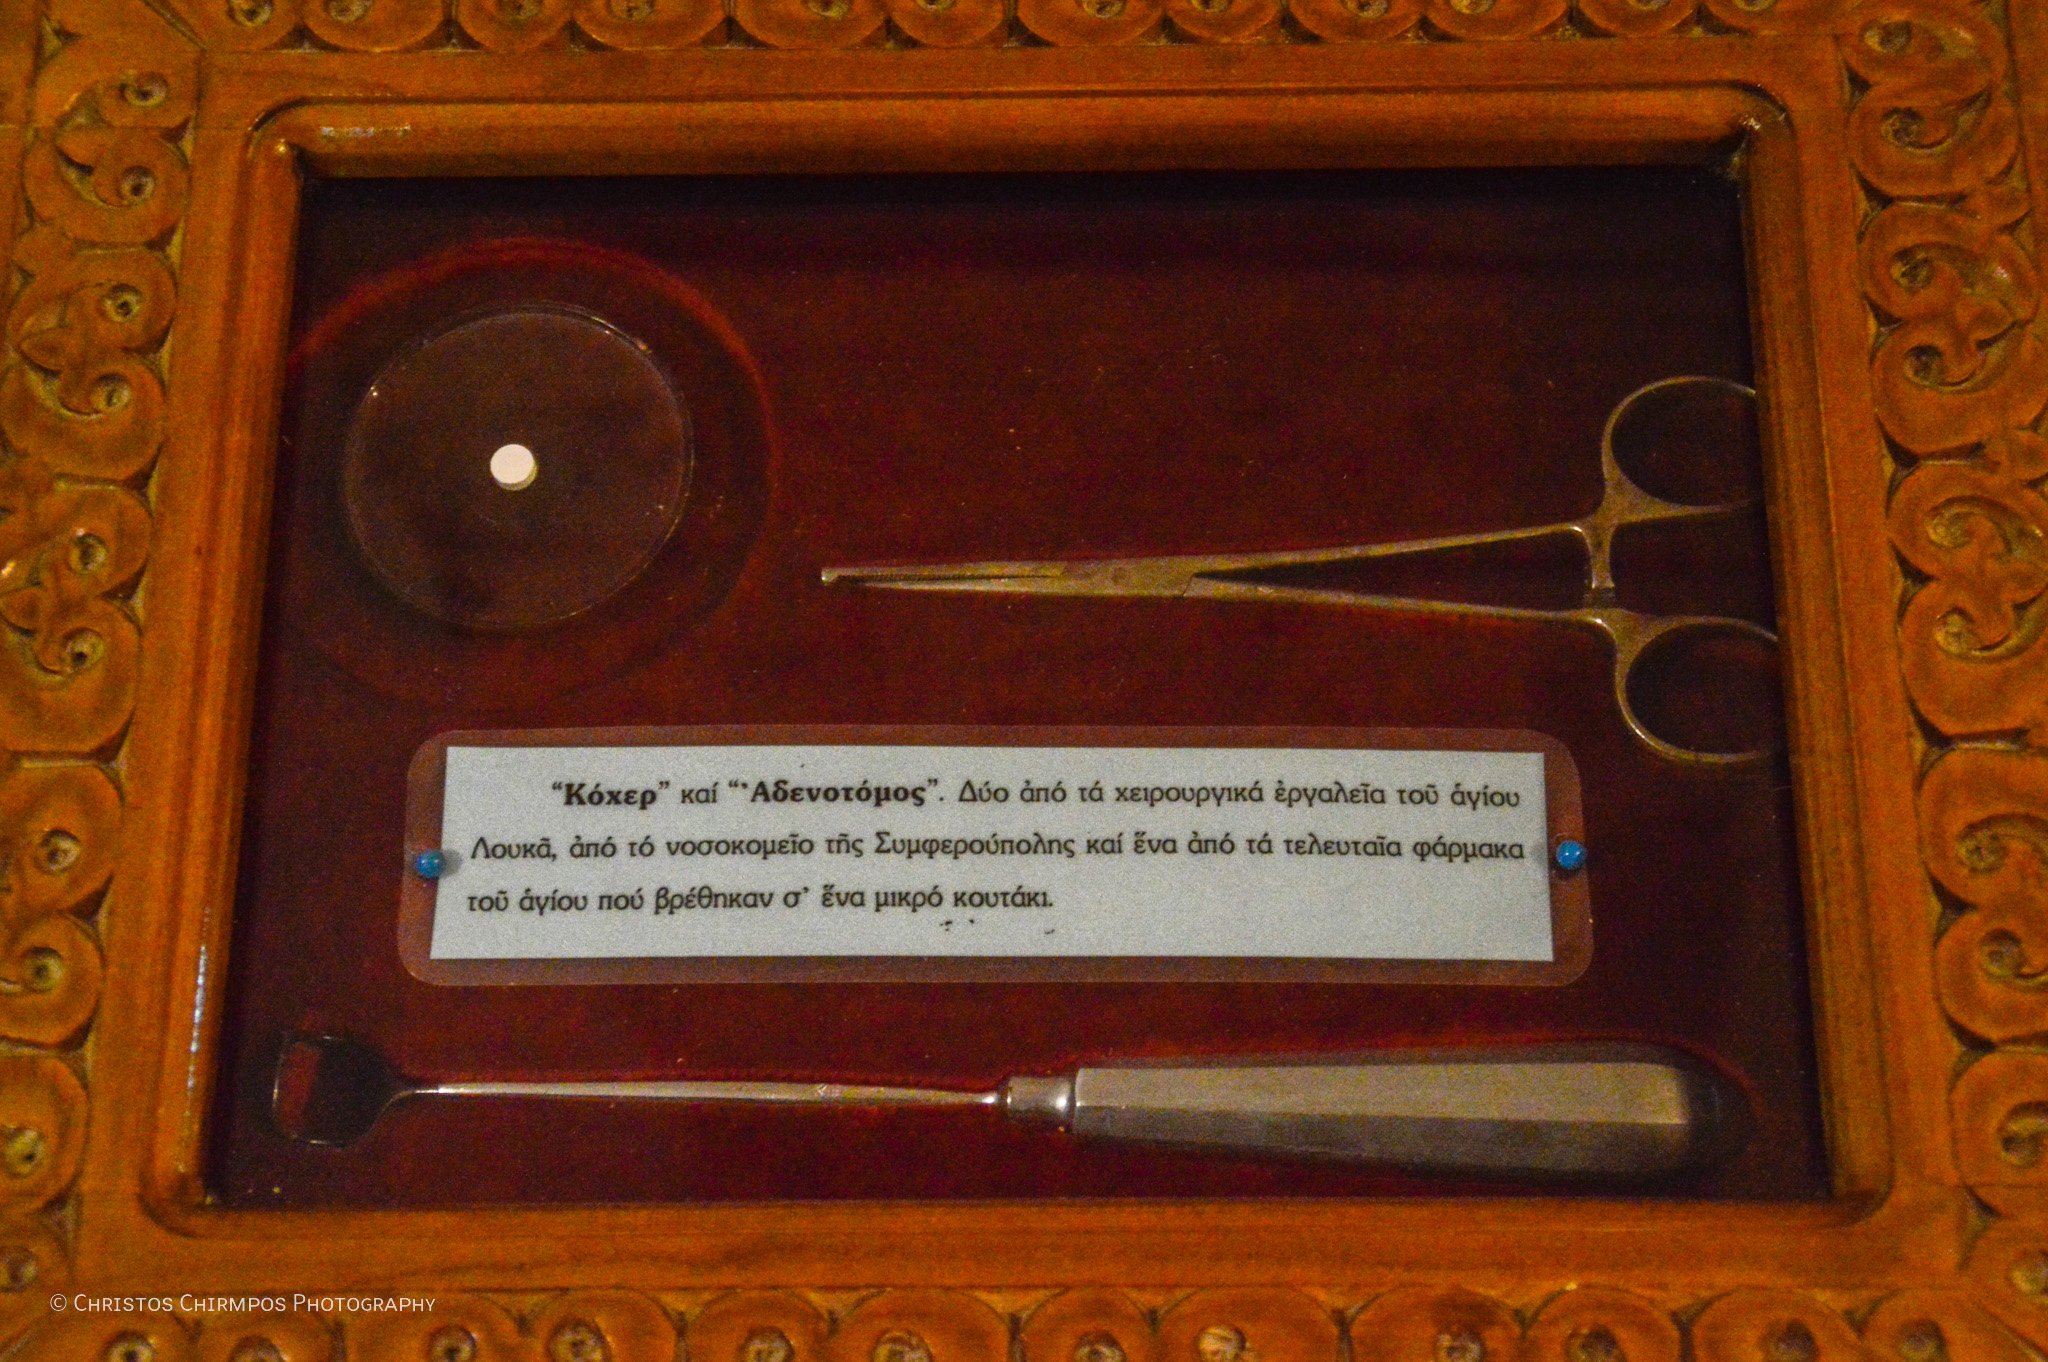 “Κόχερ” καί “᾿Αδενοτόμος”. Δύο ἀπό τά χειρουργικά ἐργαλεῖα τοῦ ἁγίου
Λουκᾶ, ἀπό τό νοσοκομεῖο τῆς Συμφερούπολης καί ἕνα ἀπό τά τελευταῖα φάρμακα
τοῦ ἁγίου πού βρέθηκαν σ᾿ ἕνα μικρό κουτάκι.
© Christos Chirmpos Photography